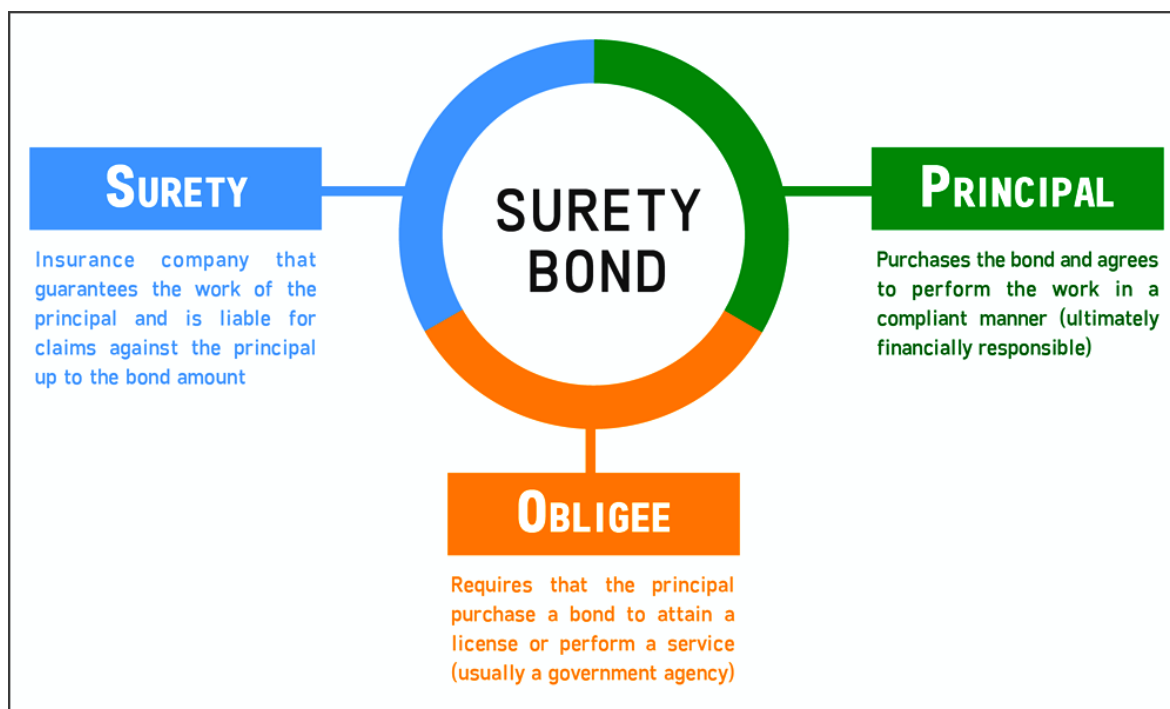 SURETY
BOND
SURETY
Insurance company that
guarantees the work of the
principal and is liable for
claims against the principal
up to the bond amount
PRINCIPAL
Purchases the bond and agrees
to perform the work in a
compliant manner (ultimately
financially responsible)
OBLIGEE
Requires that the principal
purchase a bond to attain a
license or perform a service
(usually a government agency)